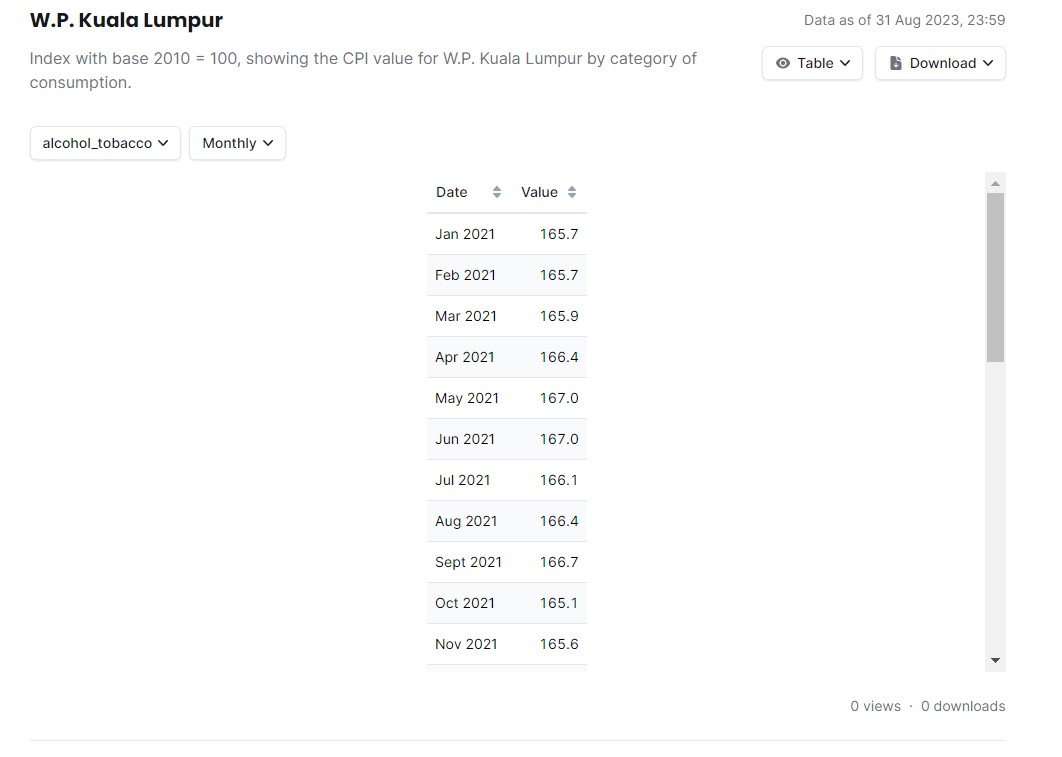 W.P. Kuala Lumpur
Data as of 31 Aug 2023, 23:59
Index with base 2010 = 100, showing the CPI value for W.P. Kuala Lumpur by category of
consumption.
Table
Download
alcohol_tobacco
Monthly
Date Value
Jan 2021 165.7
Feb 2021 165.7
Mar 2021 165.9
Apr 2021 166.4
May 2021 167.0
Jun 2021 167.0
Jul 2021 166.1
Aug 2021 166.4
Sept 2021 166.7
Oct 2021 165.1
Nov 2021 165.6
0 views · 0 downloads